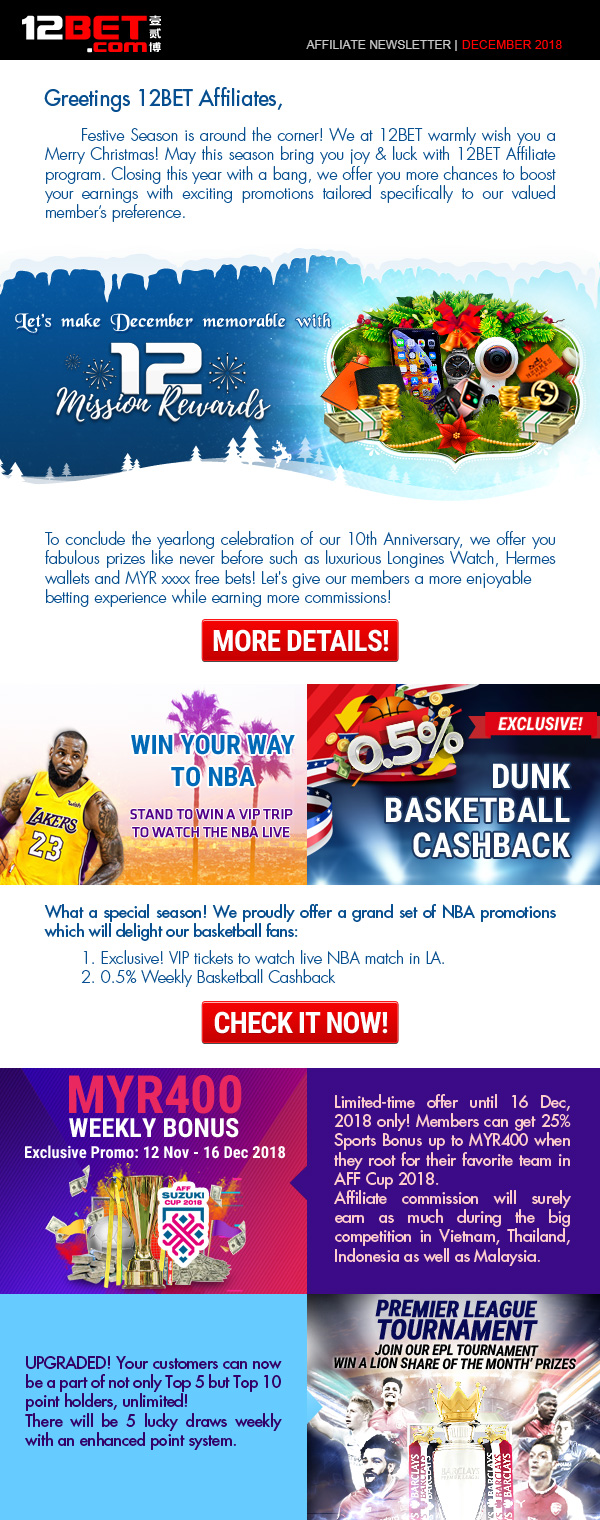 12BET
.com
壹貳博
AFFILIATE NEWSLETTER | DECEMBER 2018
Greetings 12BET Affiliates,
Festive Season is around the corner! We at 12BET warmly wish you a
Merry Christmas! May this season bring you joy & luck with 12BET Affiliate
program. Closing this year with a bang, we offer you more chances to boost
your earnings with exciting promotions tailored specifically to our valued
member’s preference.
Let's make December memorable with
12
Mission Rewards
To conclude the yearlong celebration of our 10th Anniversary, we offer you
fabulous prizes like never before such as luxurious Longines Watch, Hermes
wallets and MYR xxxx free bets! Let's give our members a more enjoyable
betting experience while earning more commissions!
MORE DETAILS!
WIN YOUR WAY
TO NBA
STAND TO WIN A VIP TRIP
TO WATCH THE NBA LIVE
wish
LAKERS
23
0.5%
EXCLUSIVE!
DUNK
BASKETBALL
CASHBACK
What a special season! We proudly offer a grand set of NBA promotions
which will delight our basketball fans:
1. Exclusive! VIP tickets to watch live NBA match in LA.
2. 0.5% Weekly Basketball Cashback
CHECK IT NOW!
MYR400
WEEKLY BONUS
Exclusive Promo: 12 Nov - 16 Dec 2018
AFF
SUZUKI
CUP 2018
Limited-time offer until 16 Dec,
2018 only! Members can get 25%
Sports Bonus up to MYR400 when
they root for their favorite team in
AFF Cup 2018.
Affiliate commission will surely
earn as much during the big
competition in Vietnam, Thailand,
Indonesia as well as Malaysia.
UPGRADED! Your customers can now
be a part of not only Top 5 but Top 10
point holders, unlimited!
There will be 5 lucky draws weekly
with an enhanced point system.
PREMIER LEAGUE
TOURNAMENT
JOIN OUR EPL TOURNAMENT
WIN A LION SHARE OF THE MONTH' PRIZES
BARCLAYS
BARCLAYS
BARCLAYS
BARCLAYS
BARCLAYS